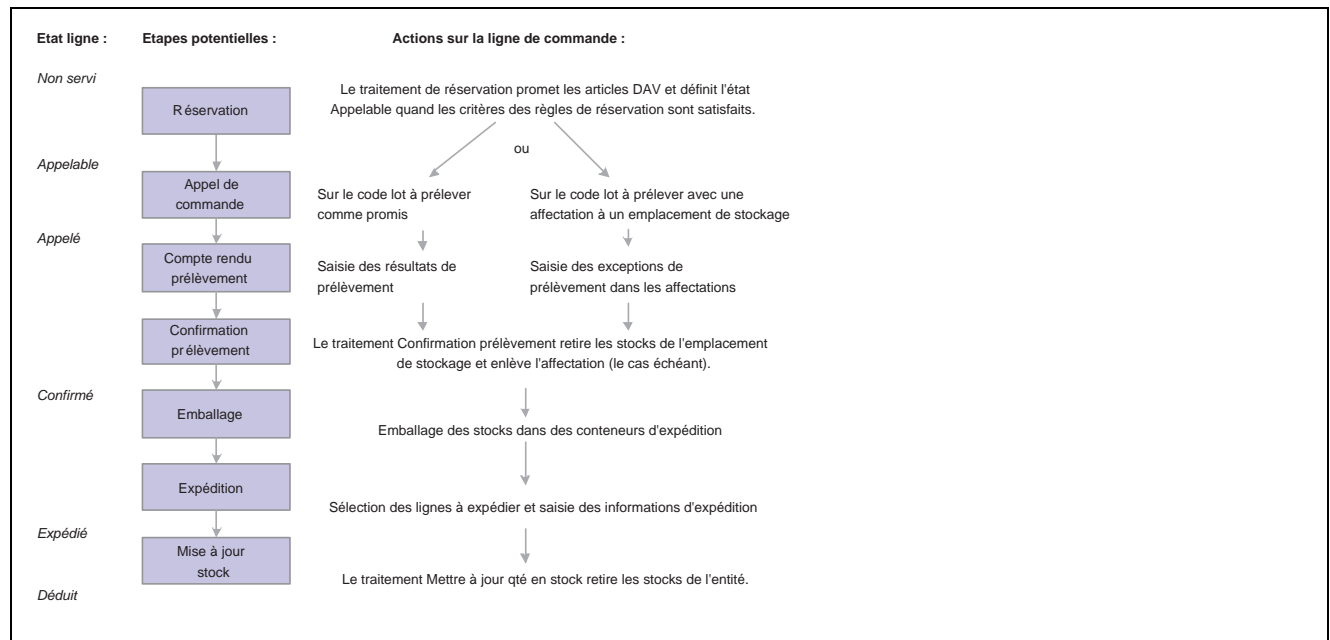 Etat ligne : Etapes potentielles : Actions sur la ligne de commande :
Non servi
Réservation
Le traitement de réservation promet les articles DAV et définit l'état
Appelable quand les critères des règles de réservation sont satisfaits.
ou
Appelable
Appel de
commande
Sur le code lot à prélever
comme promis
Sur le code lot à prélever avec une
affectation à un emplacement de stockage
Appelé
Compte rendu
prélèvement
Saisie des résultats de
prélèvement
Saisie des exceptions de
prélèvement dans les affectations
Confirmation
prélèvement
Le traitement Confirmation prélèvement retire les stocks de l'emplacement
de stockage et enlève l'affectation (le cas échéant).
Confirmé
Emballage
Emballage des stocks dans des conteneurs d'expédition
Expédition
Sélection des lignes à expédier et saisie des informations d'expédition
Expédié
Mise à jour
stock
Le traitement Mettre à jour qté en stock retire les stocks de l'entité.
Déduit